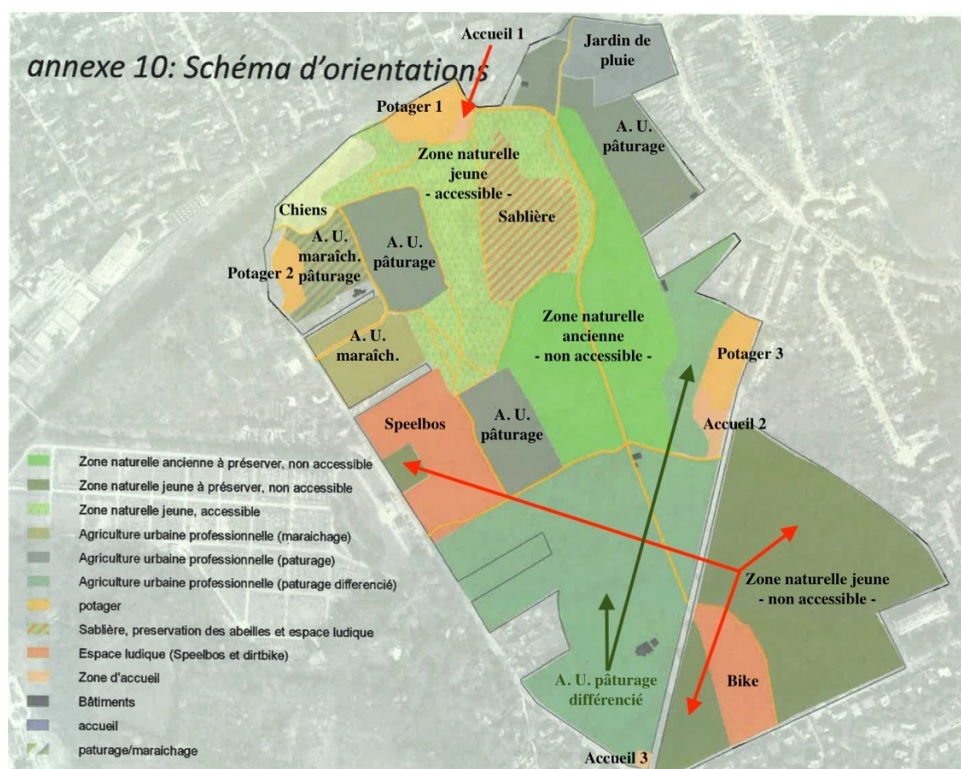 annexe 10: Schéma d'orientations
Accueil 1
Jardin de
pluie
Potager 1
A. U.
pâturage
Zone naturelle
jeune
- accessible -
Sablière
Chiens
A. U.
maraîch.
pâturage
A. U.
pâturage
Potager 2
Zone naturelle
ancienne
- non accessible -
A. U.
maraîch.
Potager 3
Speelbos
A. U.
pâturage
Accueil 2
Zone naturelle jeune
- non accessible -
A. U. pâturage
différencié
Bike
Accueil 3
Zone naturelle ancienne à préserver, non accessible
Zone naturelle jeune à préserver, non accessible
Zone naturelle jeune, accessible
Agriculture urbaine professionnelle (maraichage)
Agriculture urbaine professionnelle (paturage)
Agriculture urbaine professionnelle (paturage differencié)
potager
Sablière, preservation des abeilles et espace ludique
Espace ludique (Speelbos et dirtbike)
Zone d'accueil
Bâtiments
accueil
paturage/maraichage